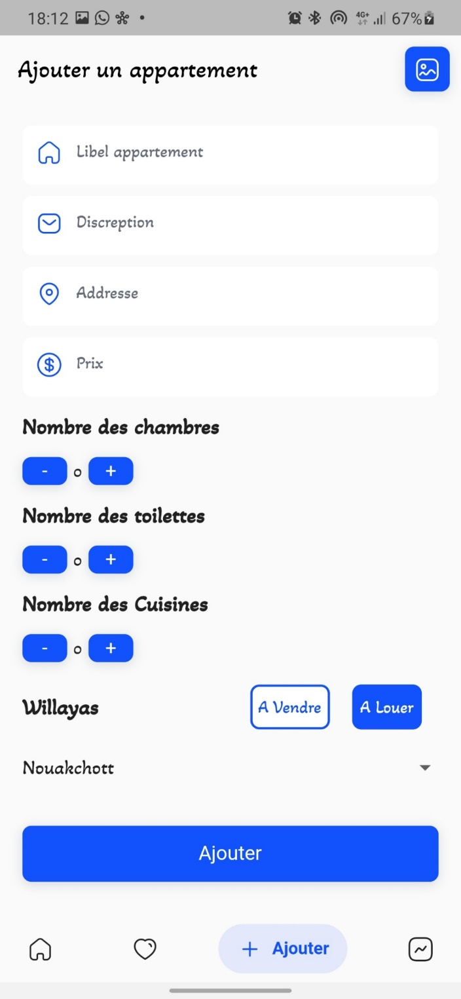 18:12 4G+ 67%
Ajouter un appartement
Libel appartement
Discreption
Addresse
$ Prix
Nombre des chambres
- 0 +
Nombre des toilettes
- 0 +
Nombre des Cuisines
- 0 +
Willayas A Vendre A Louer
Nouakchott
Ajouter
+ Ajouter